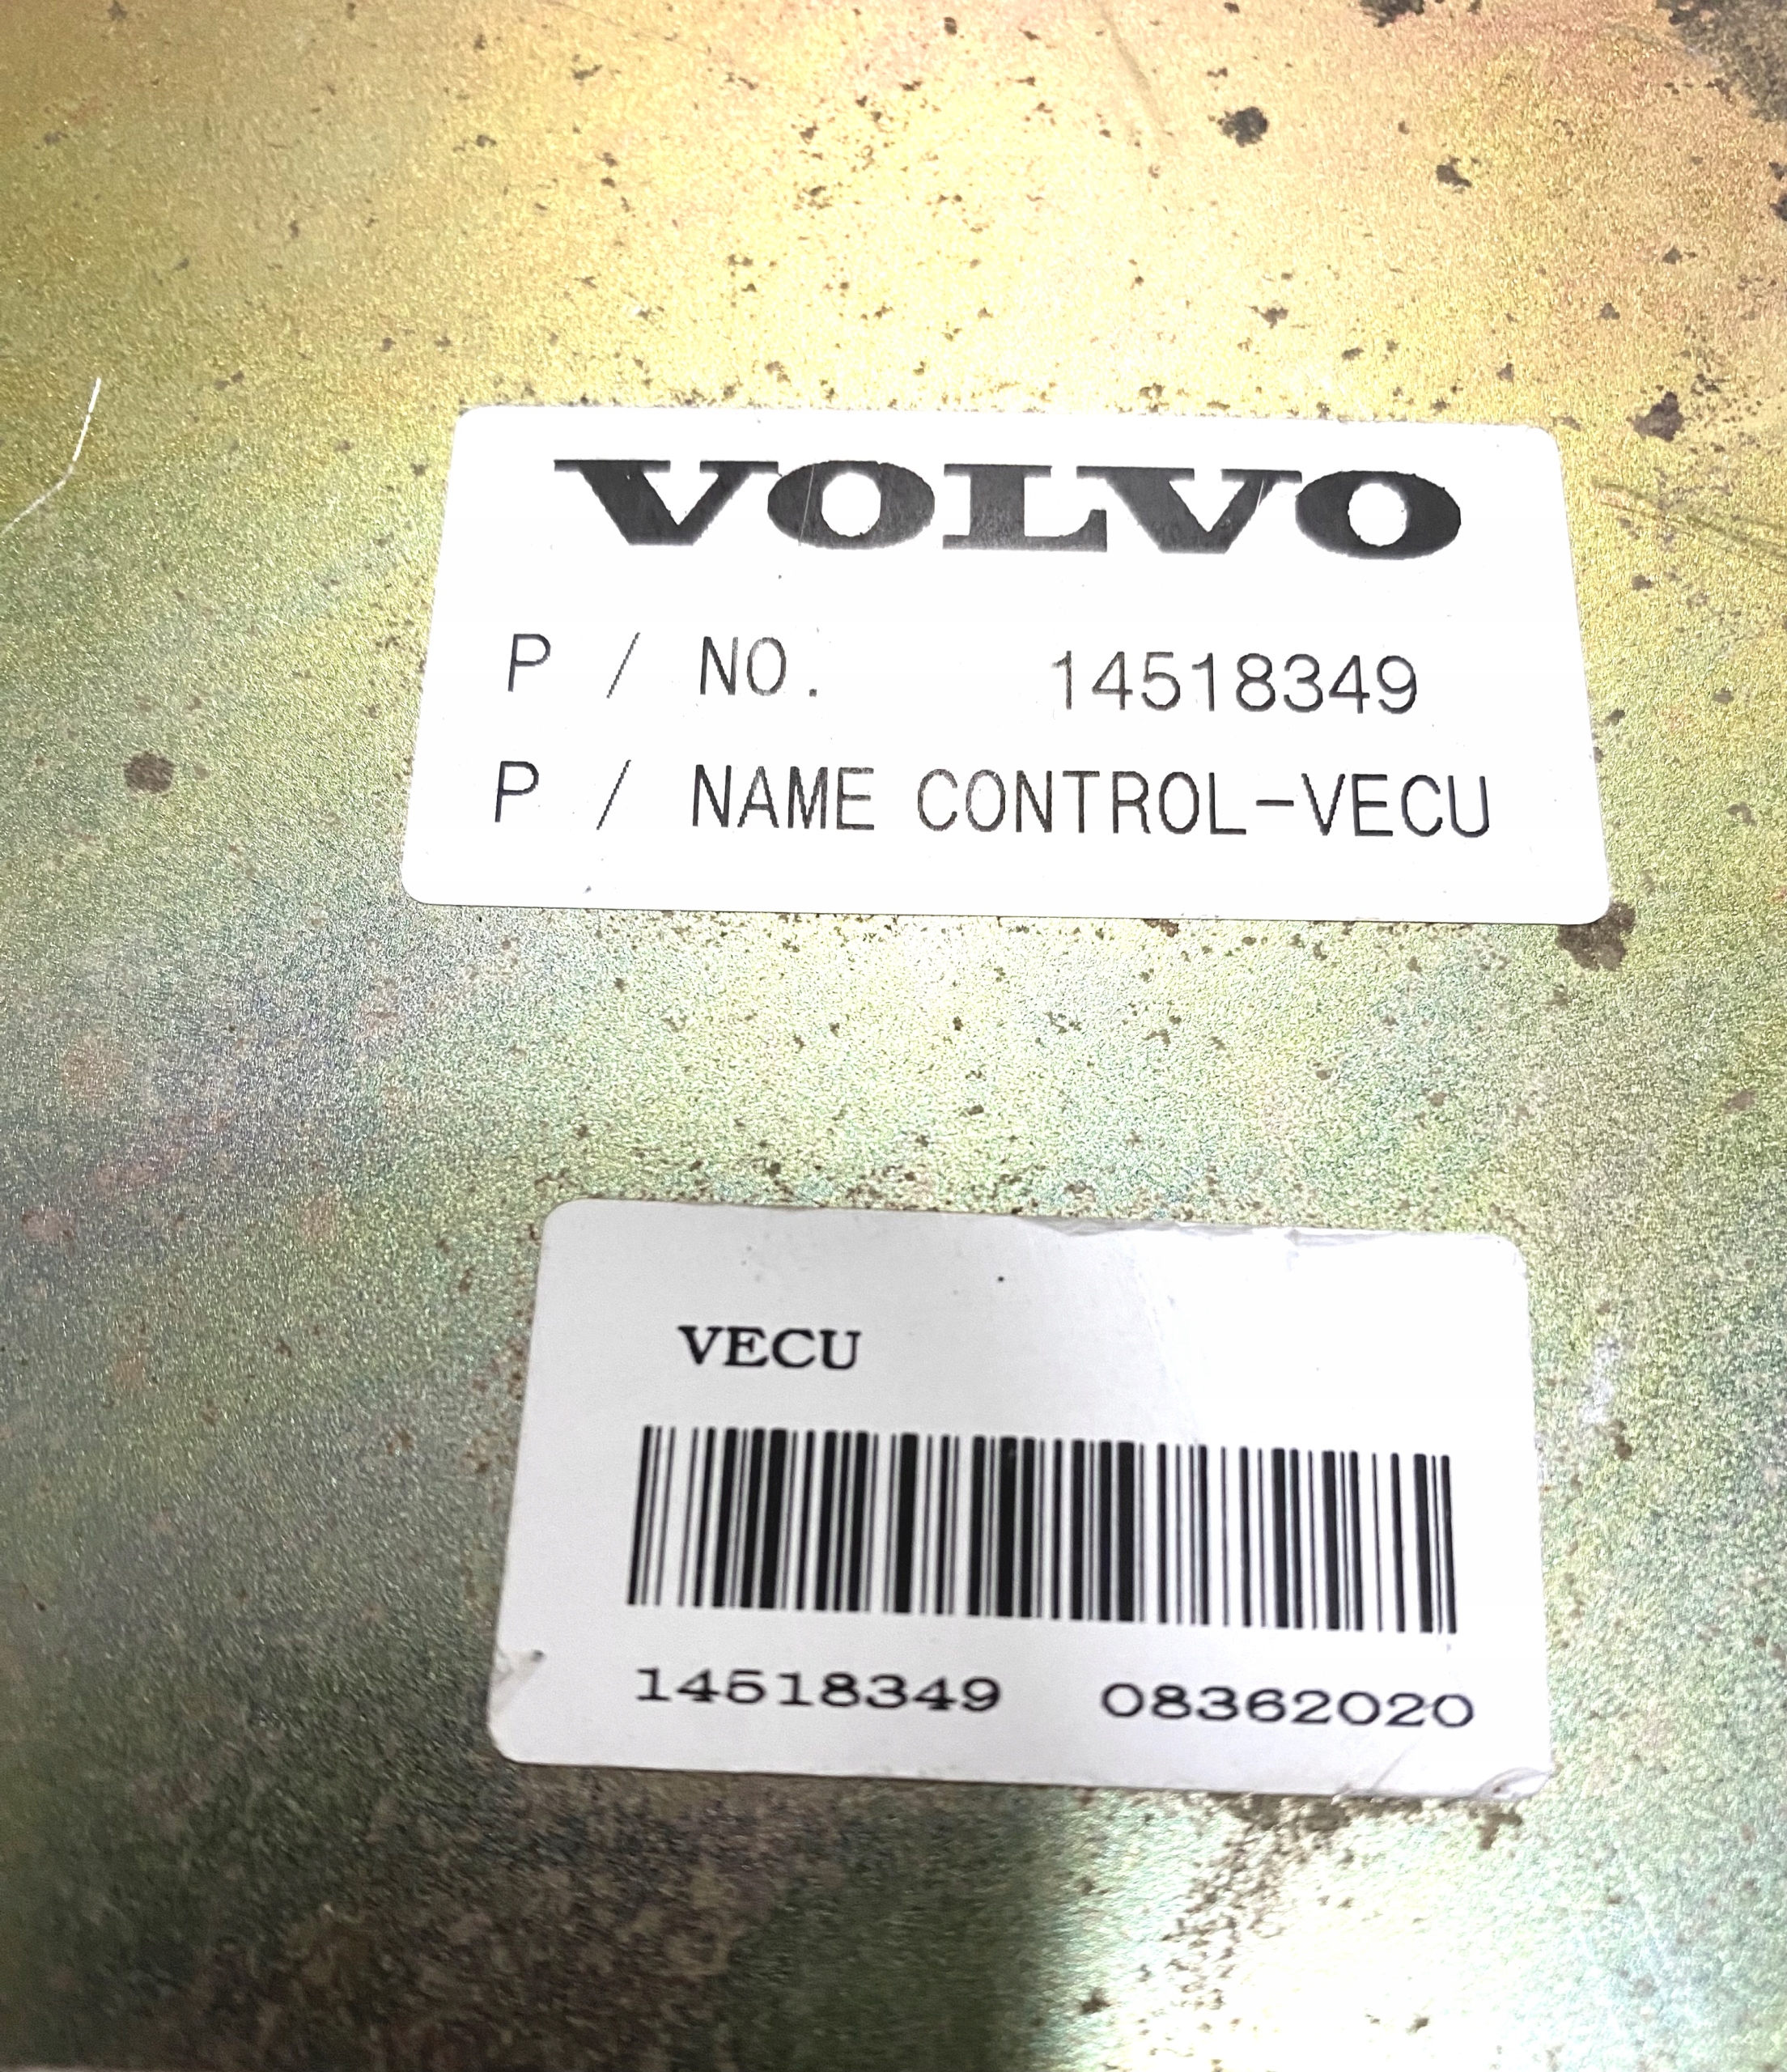 VOLVO
P / NO. 14518349
P / NAME CONTROL-VECU
VECU
14518349 08362020